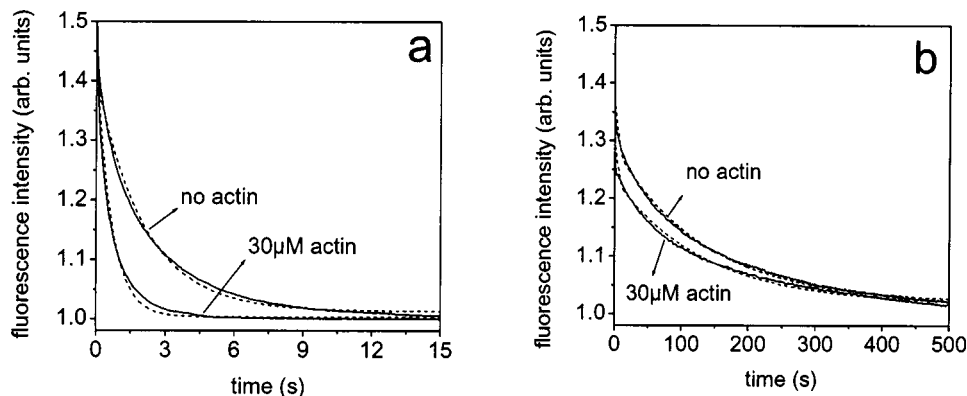 a
fluorescence intensity (arb. units)
1.5
1.4
1.3
1.2
1.1
1.0
no actin
30µM actin
0 3 6 9 12 15
time (s)
b
fluorescence intensity (arb. units)
1.5
1.4
1.3
1.2
1.1
1.0
no actin
30µM actin
0 100 200 300 400 500
time (s)